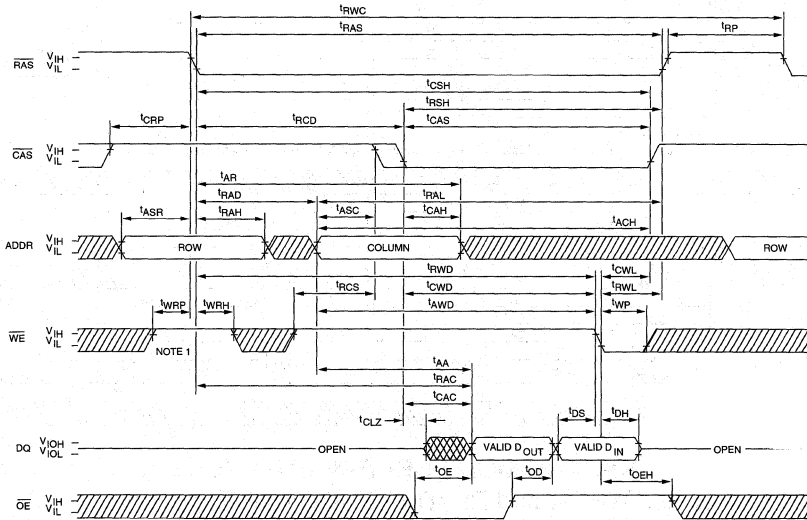 tRWC
tRAS tRP
RAS VIH
VIL
tCSH
tRSH
tCRP tRCD tCAS
CAS VIH
VIL
tAR
tRAD tRAL
tASR tRAH tASC tCAH
tACH
ADDR VIH
VIL
ROW COLUMN ROW
tRWD tCWL
tRCS tCWD tRWL
tWRP tWRH tAWD tWP
WE VIH
VIL
NOTE 1
tAA
tRAC
tCAC
tCLZ tDS tDH
DQ VIOH
VIOL
OPEN VALID DOUT VALID DIN OPEN
tOE tOD tOEH
OE VIH
VIL